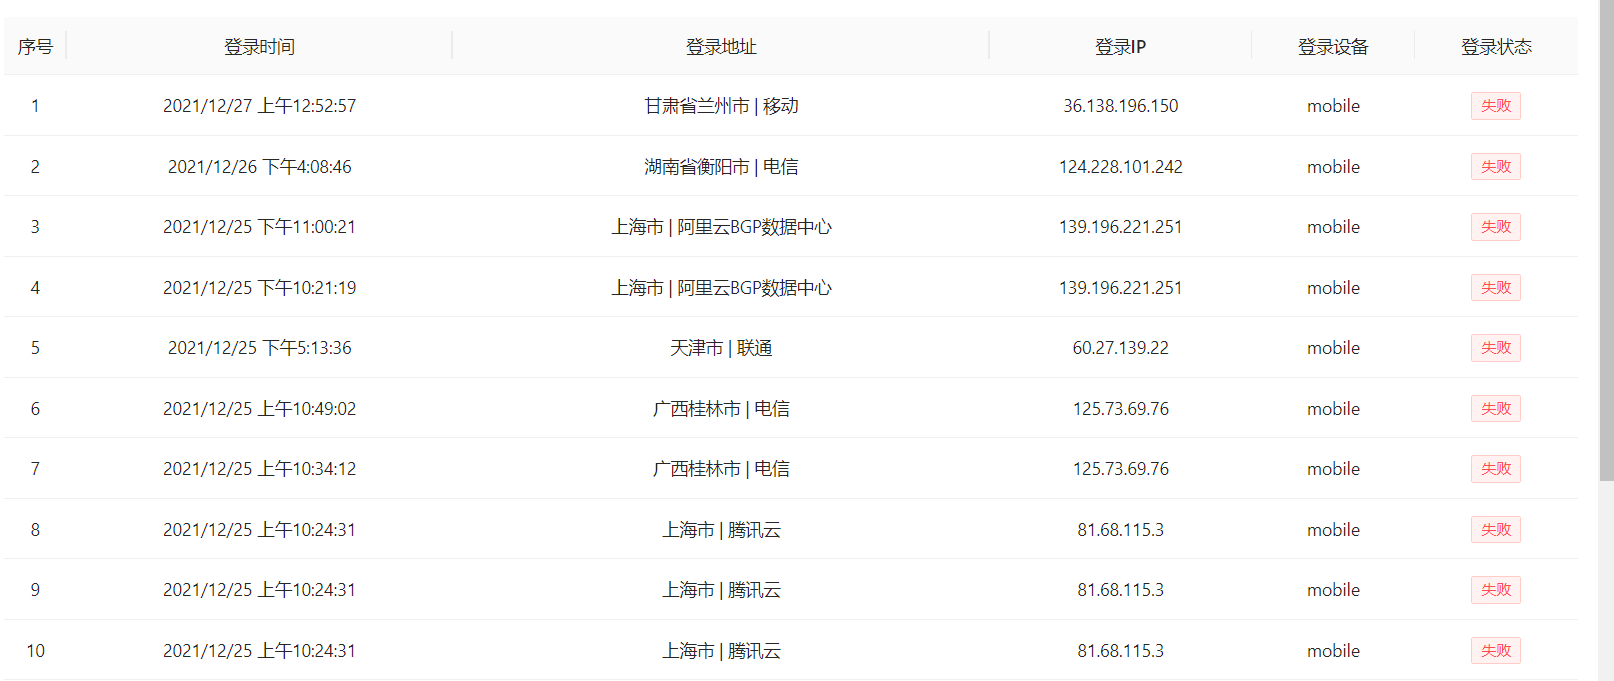 序号 登录时间 登录地址 登录IP 登录设备 登录状态
1 2021/12/27 上午12:52:57 甘肃省兰州市 | 移动 36.138.196.150 mobile 失败
2 2021/12/26 下午4:08:46 湖南省衡阳市 | 电信 124.228.101.242 mobile 失败
3 2021/12/25 下午11:00:21 上海市 | 阿里云BGP数据中心 139.196.221.251 mobile 失败
4 2021/12/25 下午10:21:19 上海市 | 阿里云BGP数据中心 139.196.221.251 mobile 失败
5 2021/12/25 下午5:13:36 天津市 | 联通 60.27.139.22 mobile 失败
6 2021/12/25 上午10:49:02 广西桂林市 | 电信 125.73.69.76 mobile 失败
7 2021/12/25 上午10:34:12 广西桂林市 | 电信 125.73.69.76 mobile 失败
8 2021/12/25 上午10:24:31 上海市 | 腾讯云 81.68.115.3 mobile 失败
9 2021/12/25 上午10:24:31 上海市 | 腾讯云 81.68.115.3 mobile 失败
10 2021/12/25 上午10:24:31 上海市 | 腾讯云 81.68.115.3 mobile 失败